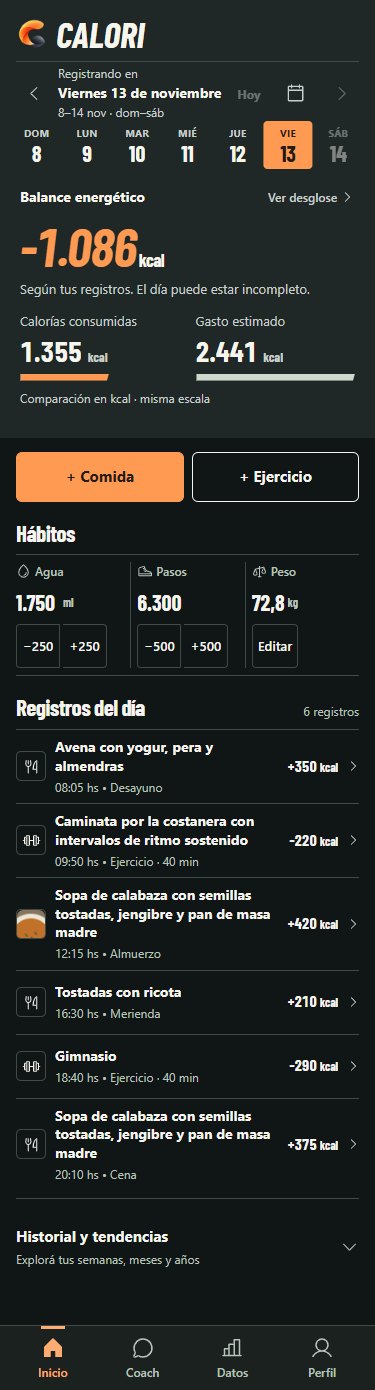 CALORI
Registrando en
Viernes 13 de noviembre
Hoy
8–14 nov · dom–sáb
DOM LUN MAR MIÉ JUE VIE SÁB
8 9 10 11 12 13 14
Balance energético
Ver desglose
-1.086 kcal
Según tus registros. El día puede estar incompleto.
Calorías consumidas
Gasto estimado
1.355 kcal
2.441 kcal
Comparación en kcal · misma escala
+ Comida
+ Ejercicio
Hábitos
Agua
Pasos
Peso
1.750 ml
6.300
72,8 kg
−250 +250
−500 +500
Editar
Registros del día
6 registros
Avena con yogur, pera y
almendras
+350 kcal
08:05 hs • Desayuno
Caminata por la costanera con
intervalos de ritmo sostenido
-220 kcal
09:50 hs • Ejercicio · 40 min
Sopa de calabaza con semillas
tostadas, jengibre y pan de masa
madre
+420 kcal
12:15 hs • Almuerzo
Tostadas con ricota
+210 kcal
16:30 hs • Merienda
Gimnasio
-290 kcal
18:40 hs • Ejercicio · 40 min
Sopa de calabaza con semillas
tostadas, jengibre y pan de masa
madre
+375 kcal
20:10 hs • Cena
Historial y tendencias
Explorá tus semanas, meses y años
Inicio
Coach
Datos
Perfil